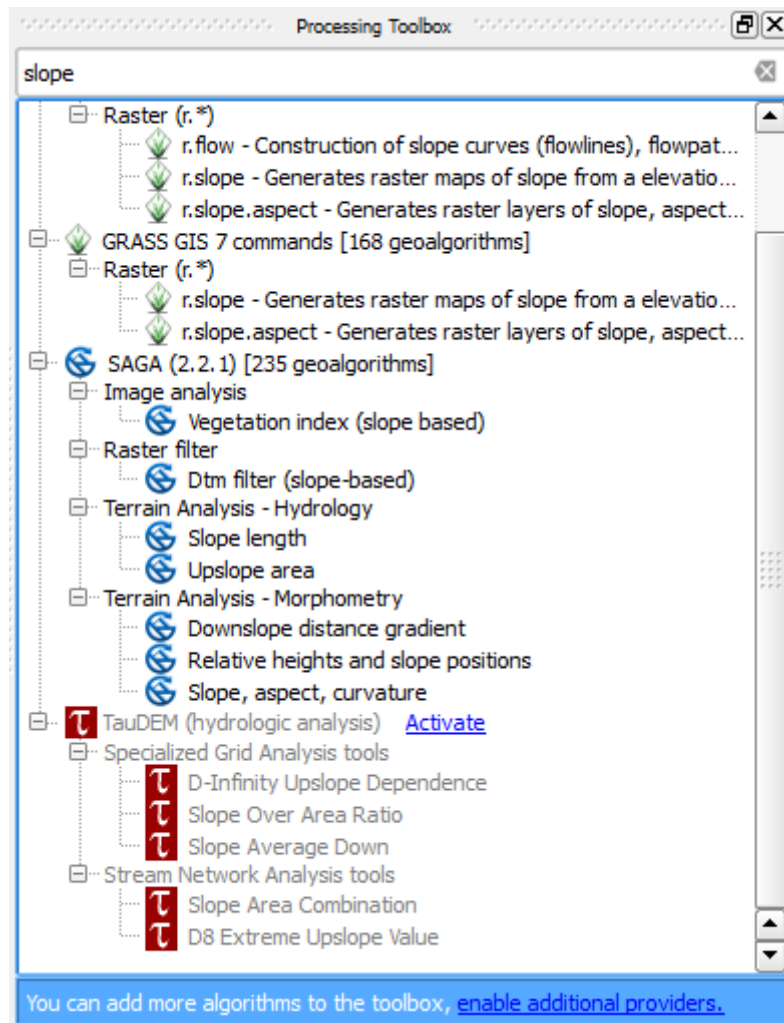 Processing Toolbox
slope
Raster (r.*)
r.flow - Construction of slope curves (flowlines), flowpat...
r.slope - Generates raster maps of slope from a elevatio...
r.slope.aspect - Generates raster layers of slope, aspect...
GRASS GIS 7 commands [168 geoalgorithms]
Raster (r.*)
r.slope - Generates raster maps of slope from a elevatio...
r.slope.aspect - Generates raster layers of slope, aspect...
SAGA (2.2.1) [235 geoalgorithms]
Image analysis
Vegetation index (slope based)
Raster filter
Dtm filter (slope-based)
Terrain Analysis - Hydrology
Slope length
Upslope area
Terrain Analysis - Morphometry
Downslope distance gradient
Relative heights and slope positions
Slope, aspect, curvature
TauDEM (hydrologic analysis) Activate
Specialized Grid Analysis tools
D-Infinity Upslope Dependence
Slope Over Area Ratio
Slope Average Down
Stream Network Analysis tools
Slope Area Combination
D8 Extreme Upslope Value
You can add more algorithms to the toolbox, enable additional providers.